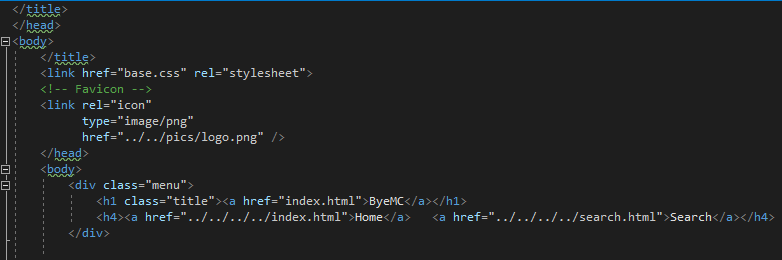 </title>
</head>
<body>
</title>
<link href="base.css" rel="stylesheet">
<!-- Favicon -->
<link rel="icon"
type="image/png"
href="../../pics/logo.png" />
</head>
<body>
<div class="menu">
<h1 class="title"><a href="index.html">ByeMC</a></h1>
<h4><a href="../../../../index.html">Home</a>   <a href="../../../../search.html">Search</a></h4>
</div>